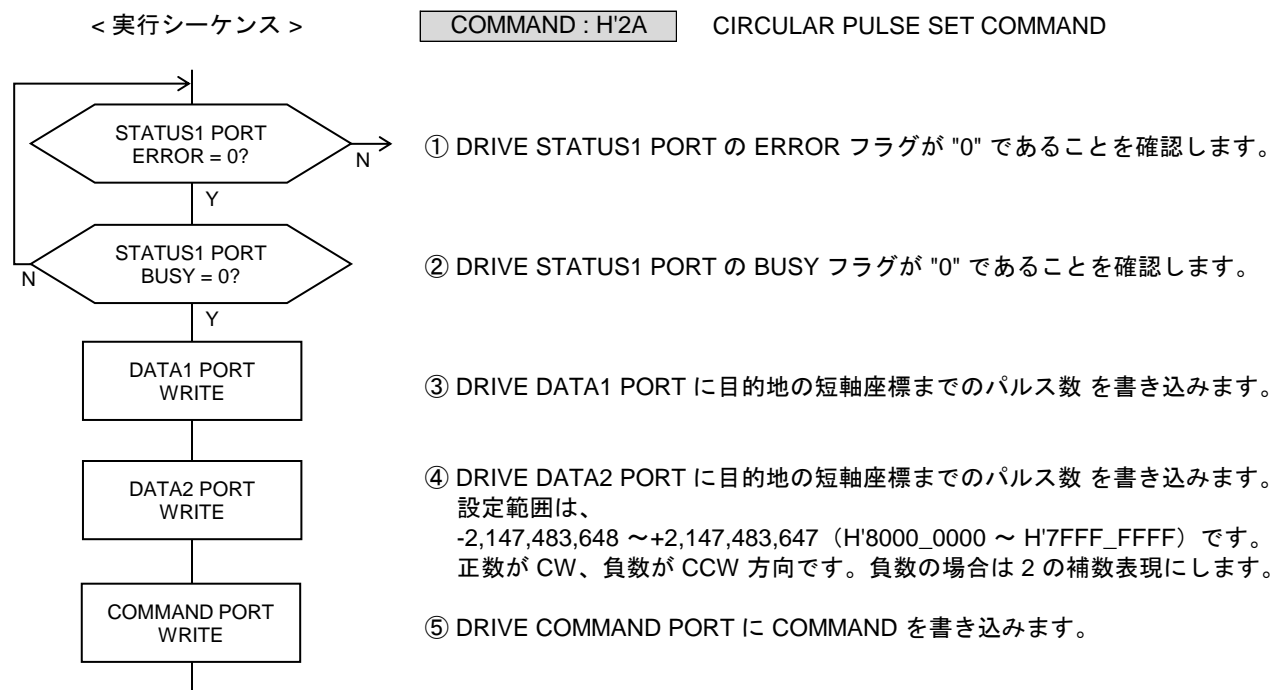 < 実行シーケンス >
COMMAND : H'2A
CIRCULAR PULSE SET COMMAND
STATUS1 PORT
ERROR = 0?
N
Y
① DRIVE STATUS1 PORT の ERROR フラグが "0" であることを確認します。
STATUS1 PORT
BUSY = 0?
N
Y
② DRIVE STATUS1 PORT の BUSY フラグが "0" であることを確認します。
DATA1 PORT
WRITE
③ DRIVE DATA1 PORT に目的地の短軸座標までのパルス数 を書き込みます。
DATA2 PORT
WRITE
④ DRIVE DATA2 PORT に目的地の短軸座標までのパルス数 を書き込みます。
設定範囲は、
-2,147,483,648 ～+2,147,483,647（H'8000_0000 ～ H'7FFF_FFFF）です。
正数が CW、負数が CCW 方向です。負数の場合は 2 の補数表現にします。
COMMAND PORT
WRITE
⑤ DRIVE COMMAND PORT に COMMAND を書き込みます。